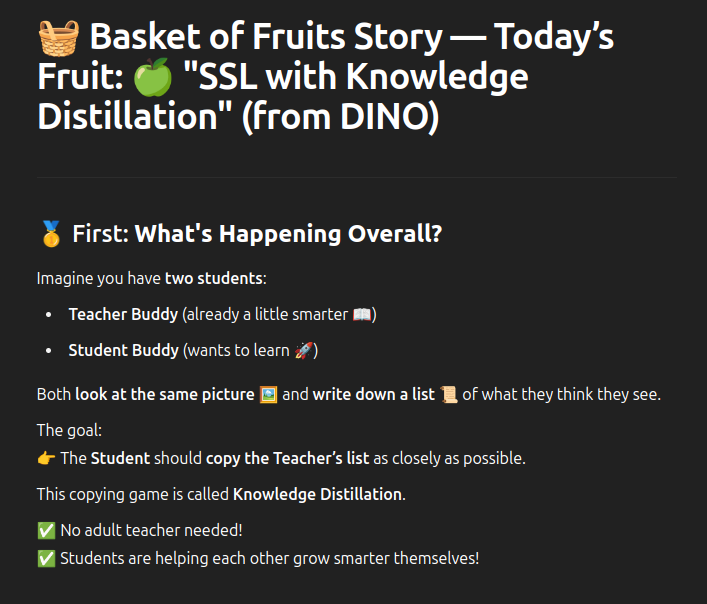 🧺 Basket of Fruits Story — Today’s
Fruit: 🍏 "SSL with Knowledge
Distillation" (from DINO)
🥇 First: What's Happening Overall?
Imagine you have two students:
• Teacher Buddy (already a little smarter 📖)
• Student Buddy (wants to learn 🚀)
Both look at the same picture 🖼️ and write down a list 📜 of what they think they see.
The goal:
👉 The Student should copy the Teacher’s list as closely as possible.
This copying game is called Knowledge Distillation.
✅ No adult teacher needed!
✅ Students are helping each other grow smarter themselves!